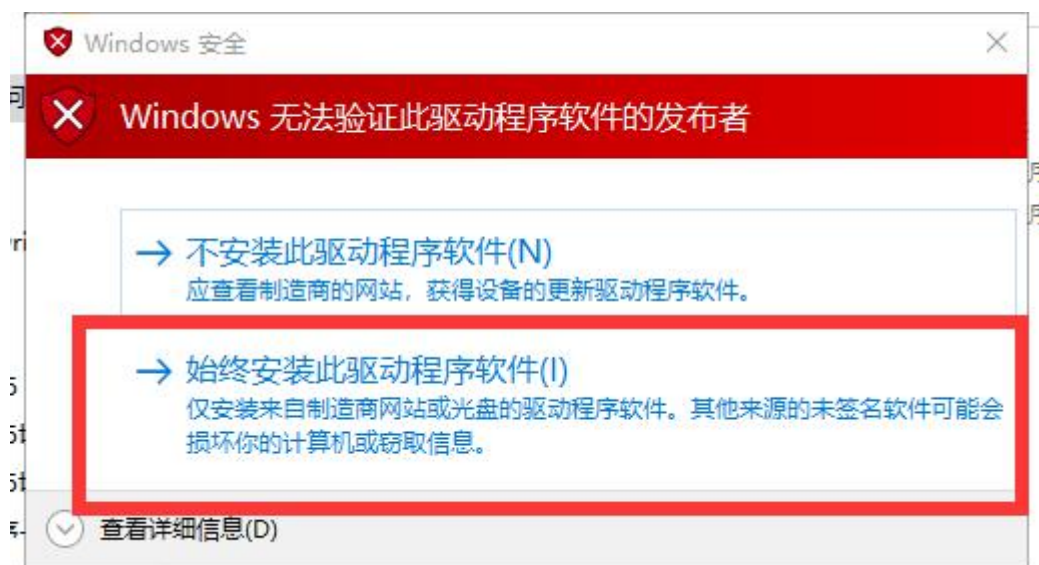 Windows 安全
Windows 无法验证此驱动程序软件的发布者
→ 不安装此驱动程序软件(N)
应查看制造商的网站，获得设备的更新驱动程序软件。
→ 始终安装此驱动程序软件(I)
仅安装来自制造商网站或光盘的驱动程序软件。其他来源的未签名软件可能会
损坏你的计算机或窃取信息。
查看详细信息(D)